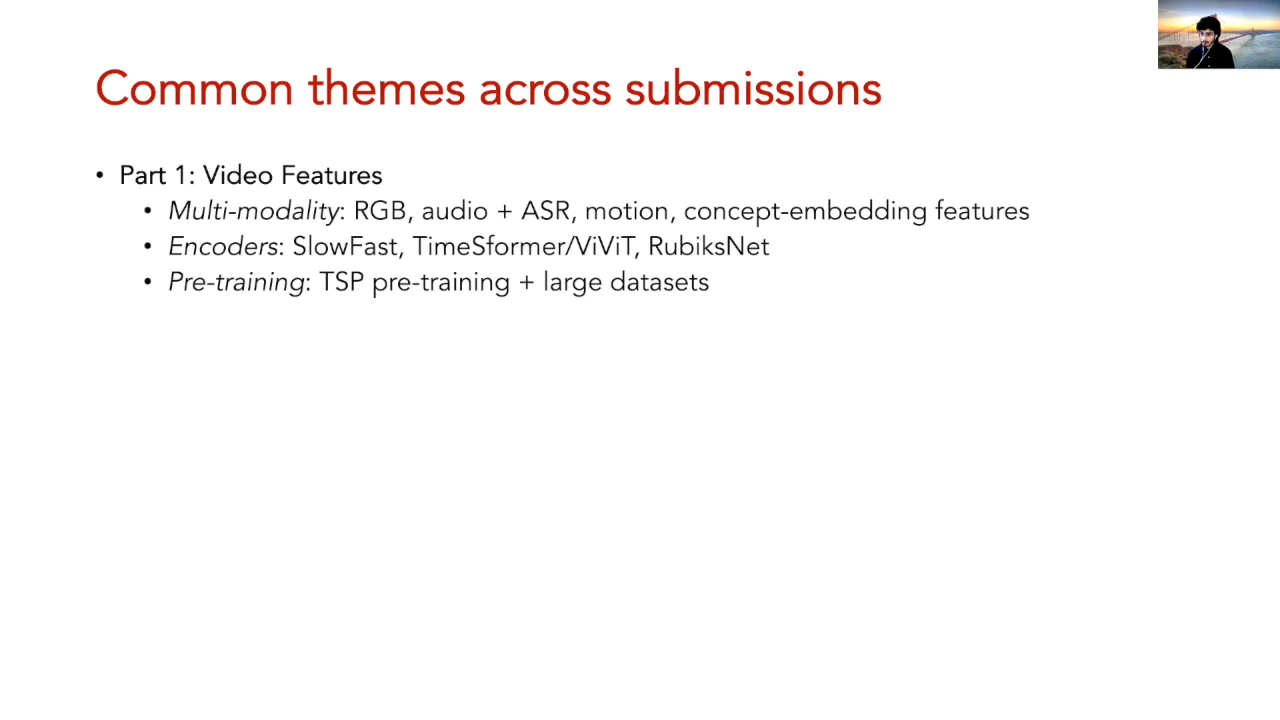 Common themes across submissions
• Part 1: Video Features
• Multi-modality: RGB, audio + ASR, motion, concept-embedding features
• Encoders: SlowFast, TimeSformer/ViViT, RubiksNet
• Pre-training: TSP pre-training + large datasets